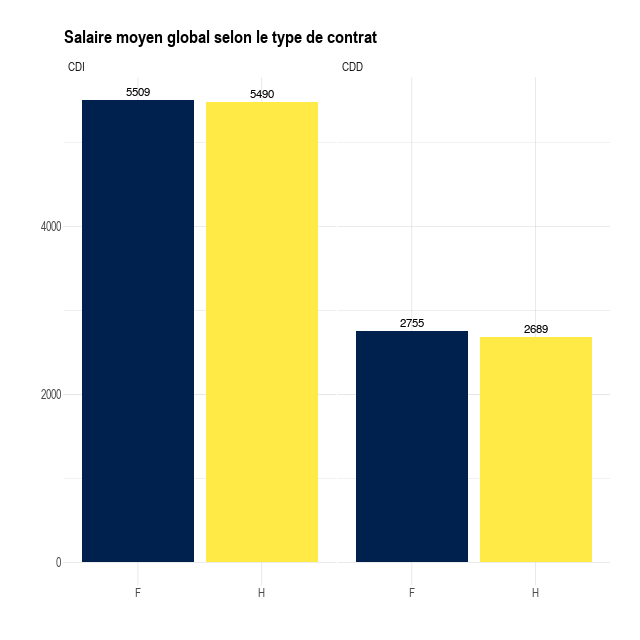 Salaire moyen global selon le type de contrat
CDI
CDD
5509
5490
4000
2755
2689
2000
0
F
H
F
H